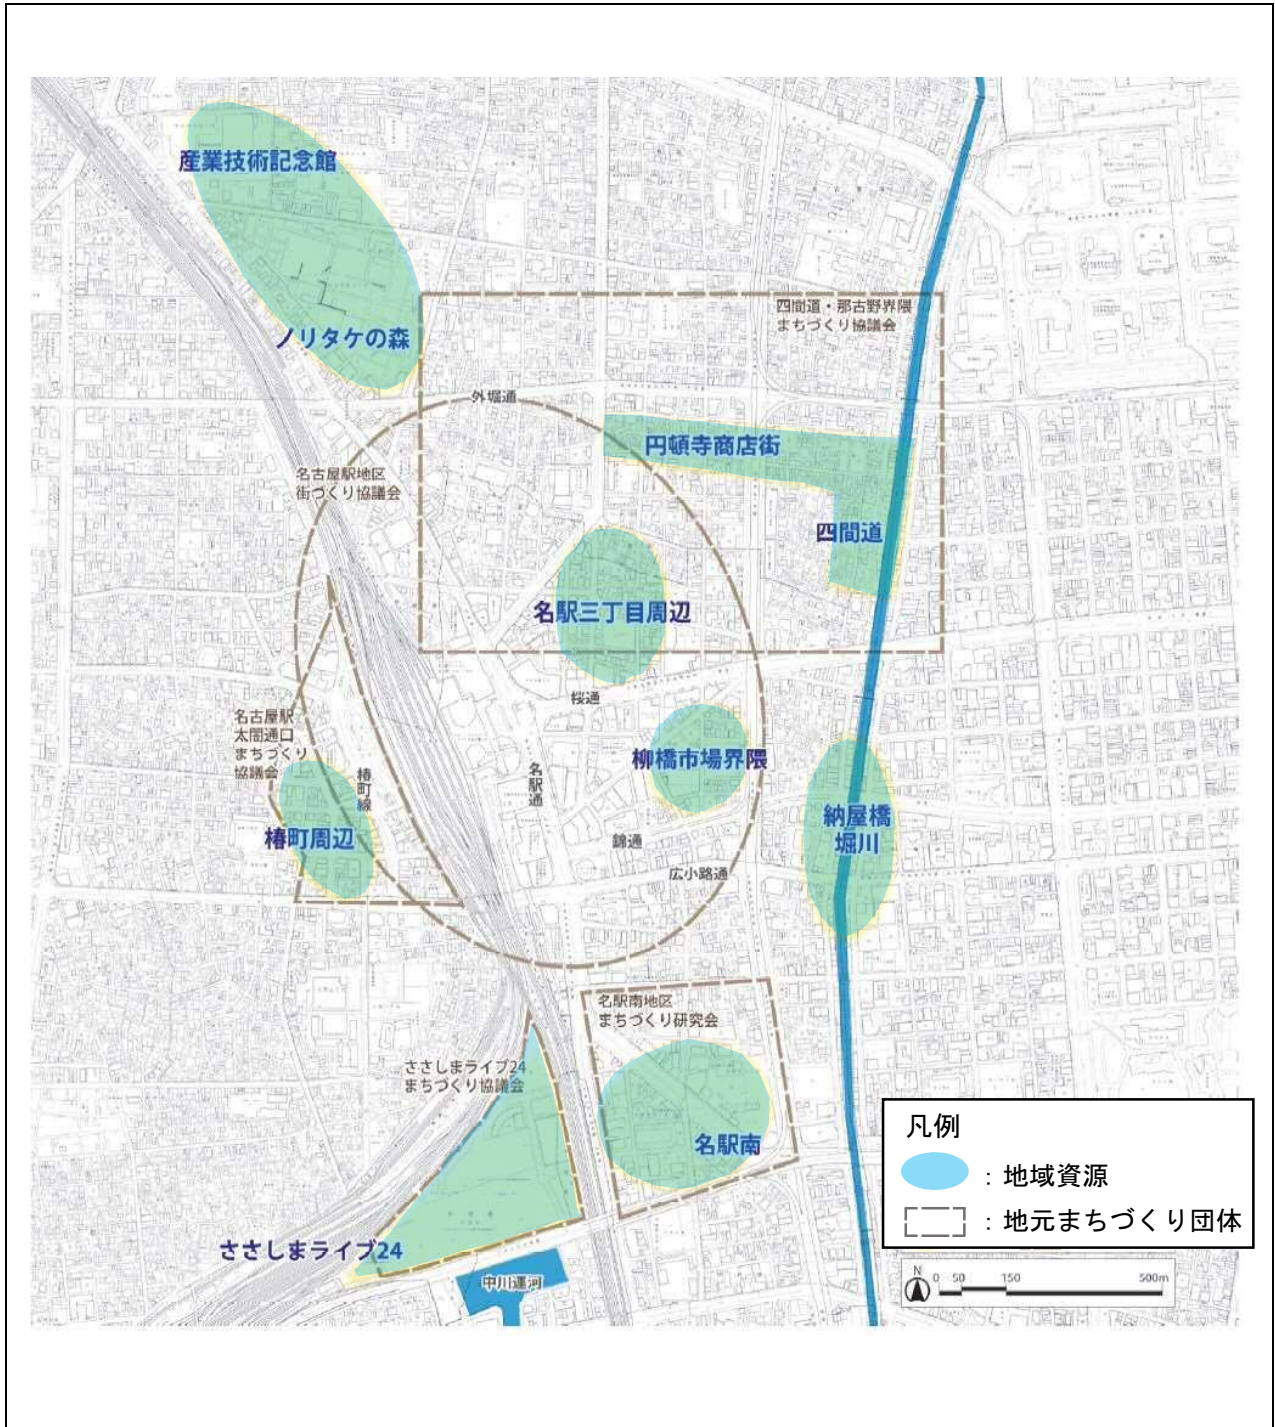 産業技術記念館
ノリタケの森
四間道・那古野界隈
まちづくり協議会
外堀通
円頓寺商店街
名古屋駅地区
街づくり協議会
四間道
名駅三丁目周辺
桜通
名古屋駅
太閤通口
まちづくり
協議会
椿町線
名駅通
柳橋市場界隈
椿町周辺
錦通
広小路通
納屋橋
堀川
名駅南地区
まちづくり研究会
ささしまライブ24
まちづくり協議会
名駅南
ささしまライブ24
中川運河
凡例
：地域資源
：地元まちづくり団体
N
0 50 150 500m